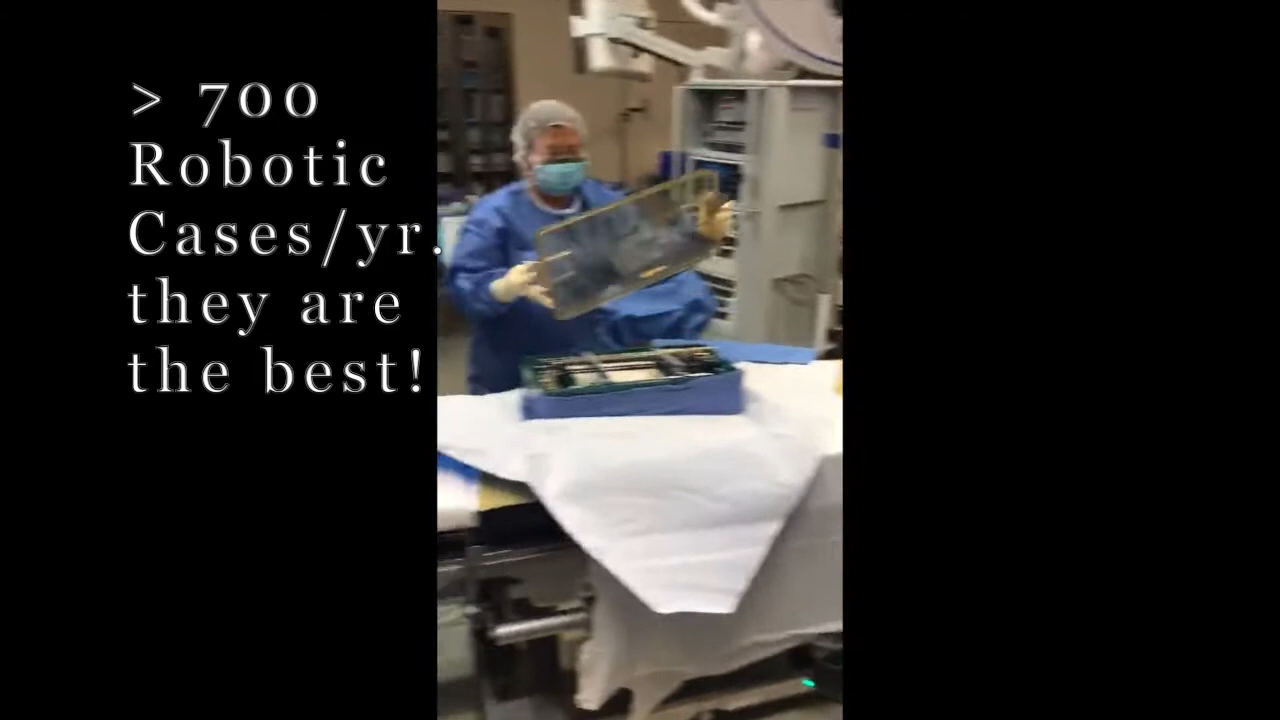 > 700
Robotic
Cases/yr.
they are
the best!